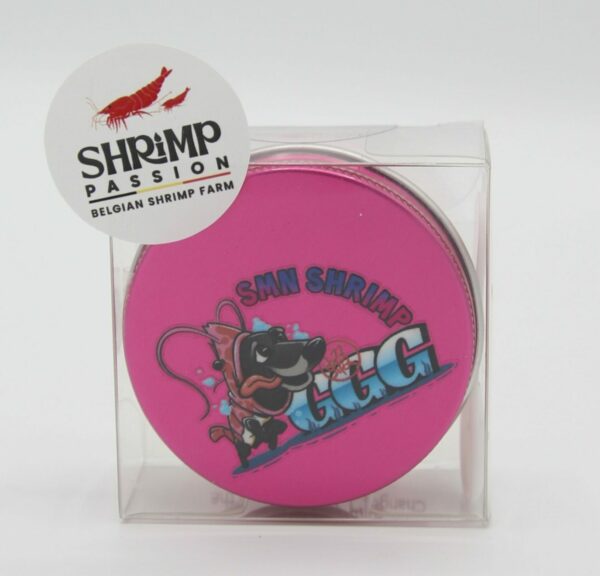 SHRIMP
PASSION
BELGIAN SHRIMP FARM
SMN SHRIMP
GGG